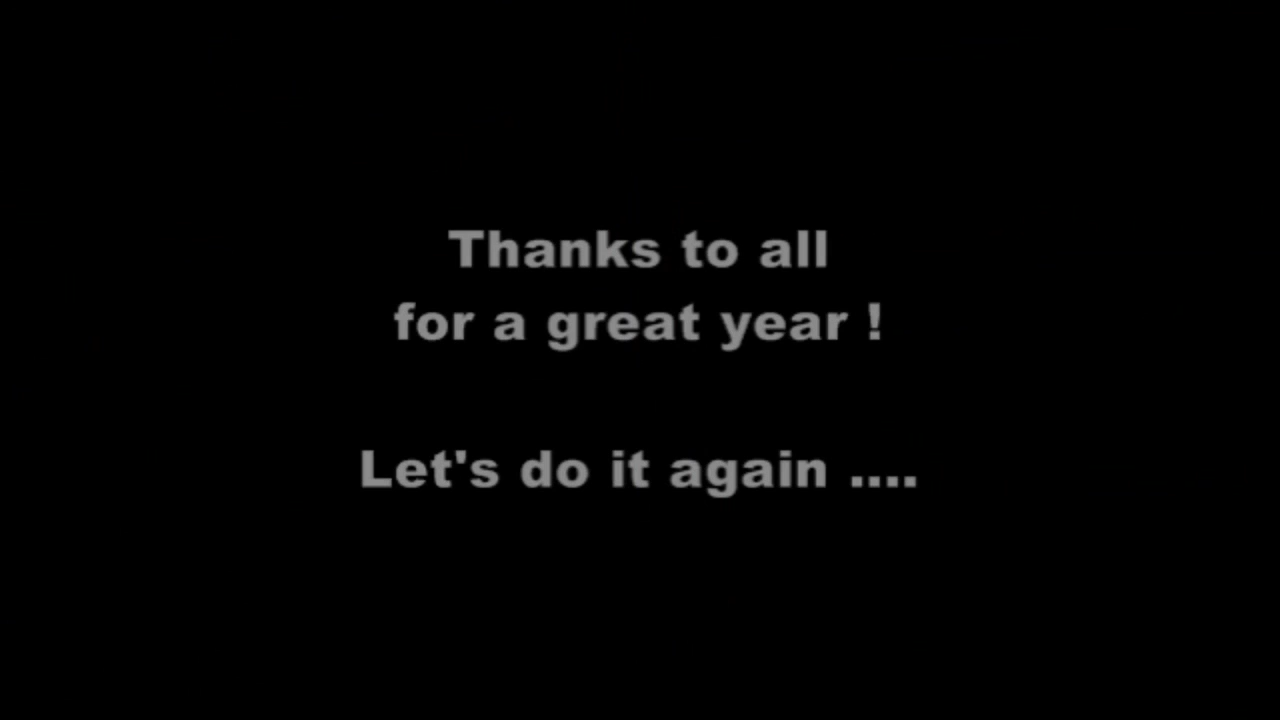 Thanks to all
for a great year !
Let's do it again ....